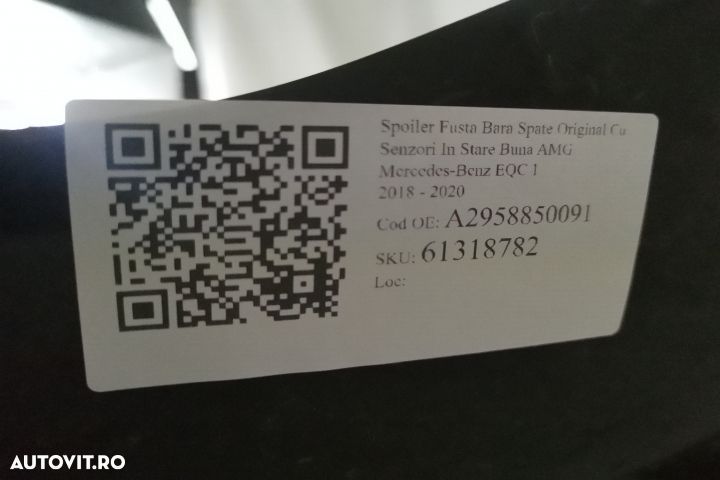 Spoiler Fusta Bara Spate Original Cu
Senzori In Stare Buna AMG
Mercedes-Benz EQC 1
2018 - 2020
Cod OE: A2958850091
SKU: 61318782
Loc:
AUTOVIT.RO